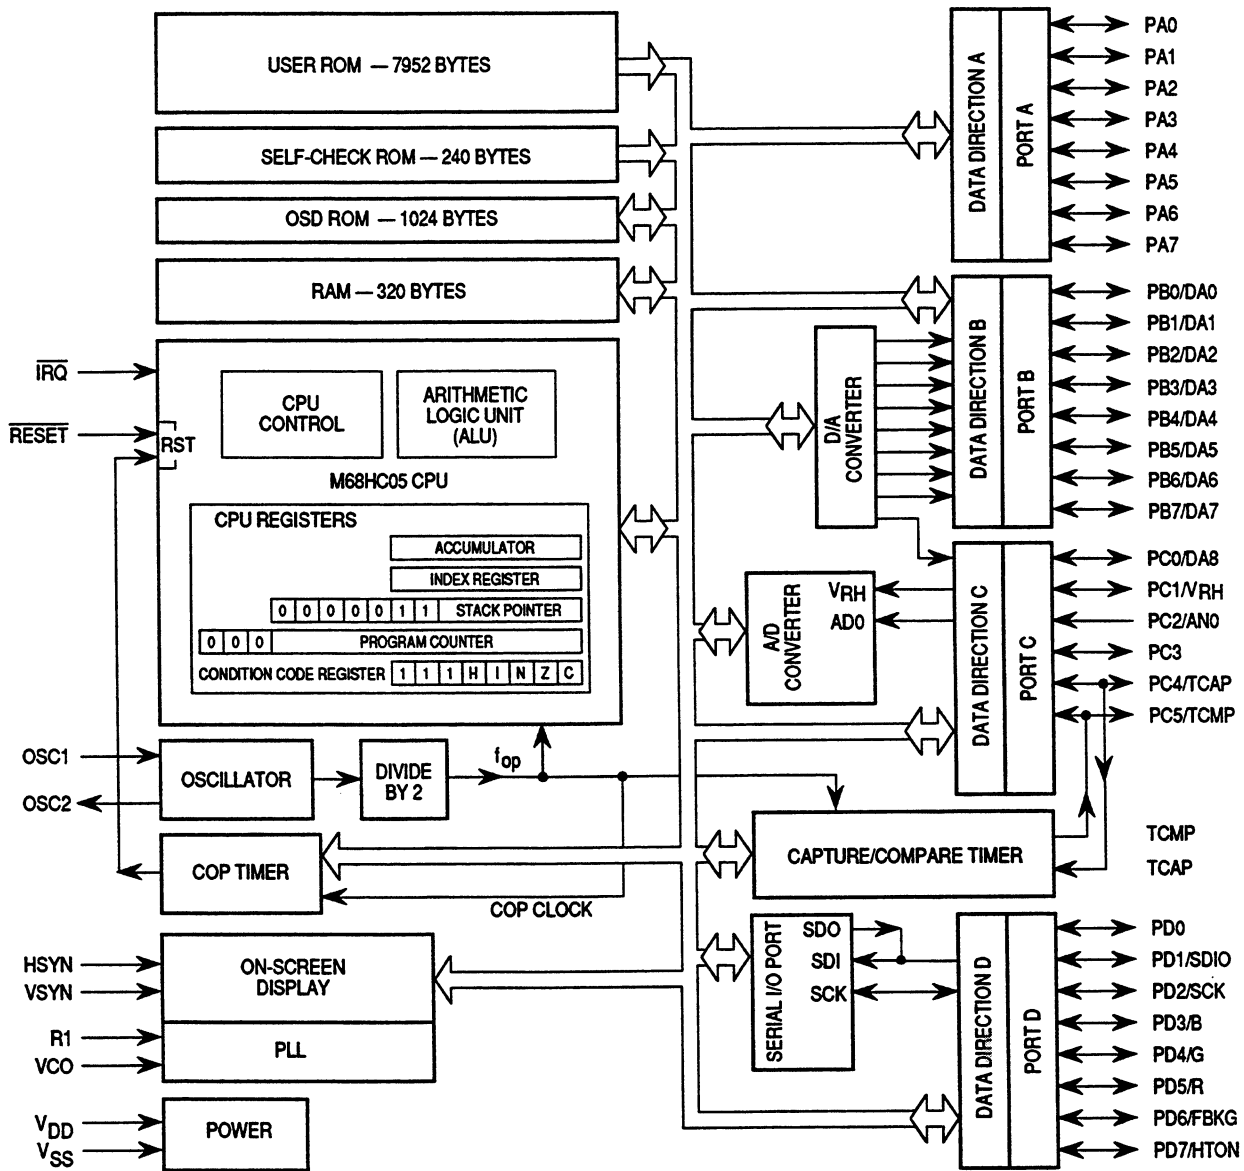 USER ROM — 7952 BYTES
SELF-CHECK ROM — 240 BYTES
OSD ROM — 1024 BYTES
RAM — 320 BYTES
IRQ
RESET
RST
CPU
CONTROL
ARITHMETIC
LOGIC UNIT
(ALU)
M68HC05 CPU
CPU REGISTERS
ACCUMULATOR
INDEX REGISTER
0 0 0 0 0 1 1 STACK POINTER
0 0 0 PROGRAM COUNTER
CONDITION CODE REGISTER 1 1 1 H I N Z C
OSC1
OSC2
OSCILLATOR
DIVIDE
BY 2
fop
COP TIMER
COP CLOCK
HSYN
VSYN
R1
VCO
ON-SCREEN
DISPLAY
PLL
VDD
VSS
POWER
DATA DIRECTION A
PORT A
PA0
PA1
PA2
PA3
PA4
PA5
PA6
PA7
D/A
CONVERTER
DATA DIRECTION B
PORT B
PB0/DA0
PB1/DA1
PB2/DA2
PB3/DA3
PB4/DA4
PB5/DA5
PB6/DA6
PB7/DA7
A/D
CONVERTER
VRH
AD0
DATA DIRECTION C
PORT C
PC0/DA8
PC1/VRH
PC2/AN0
PC3
PC4/TCAP
PC5/TCMP
CAPTURE/COMPARE TIMER
TCMP
TCAP
SERIAL I/O PORT
SDO
SDI
SCK
DATA DIRECTION D
PORT D
PD0
PD1/SDIO
PD2/SCK
PD3/B
PD4/G
PD5/R
PD6/FBKG
PD7/HTON